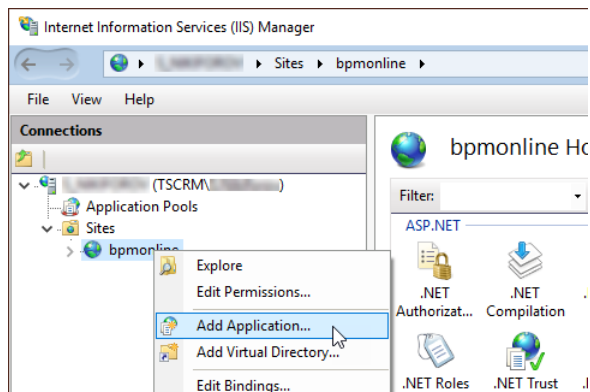 Internet Information Services (IIS) Manager
Sites bpmonline
File View Help
Connections
(TSCRM\ )
Application Pools
Sites
bpmonline
Explore
Edit Permissions...
Add Application...
Add Virtual Directory...
Edit Bindings...
bpmonline Ho
Filter:
ASP.NET
.NET Authorizat...
.NET Compilation
.NET Roles
.NET Trust